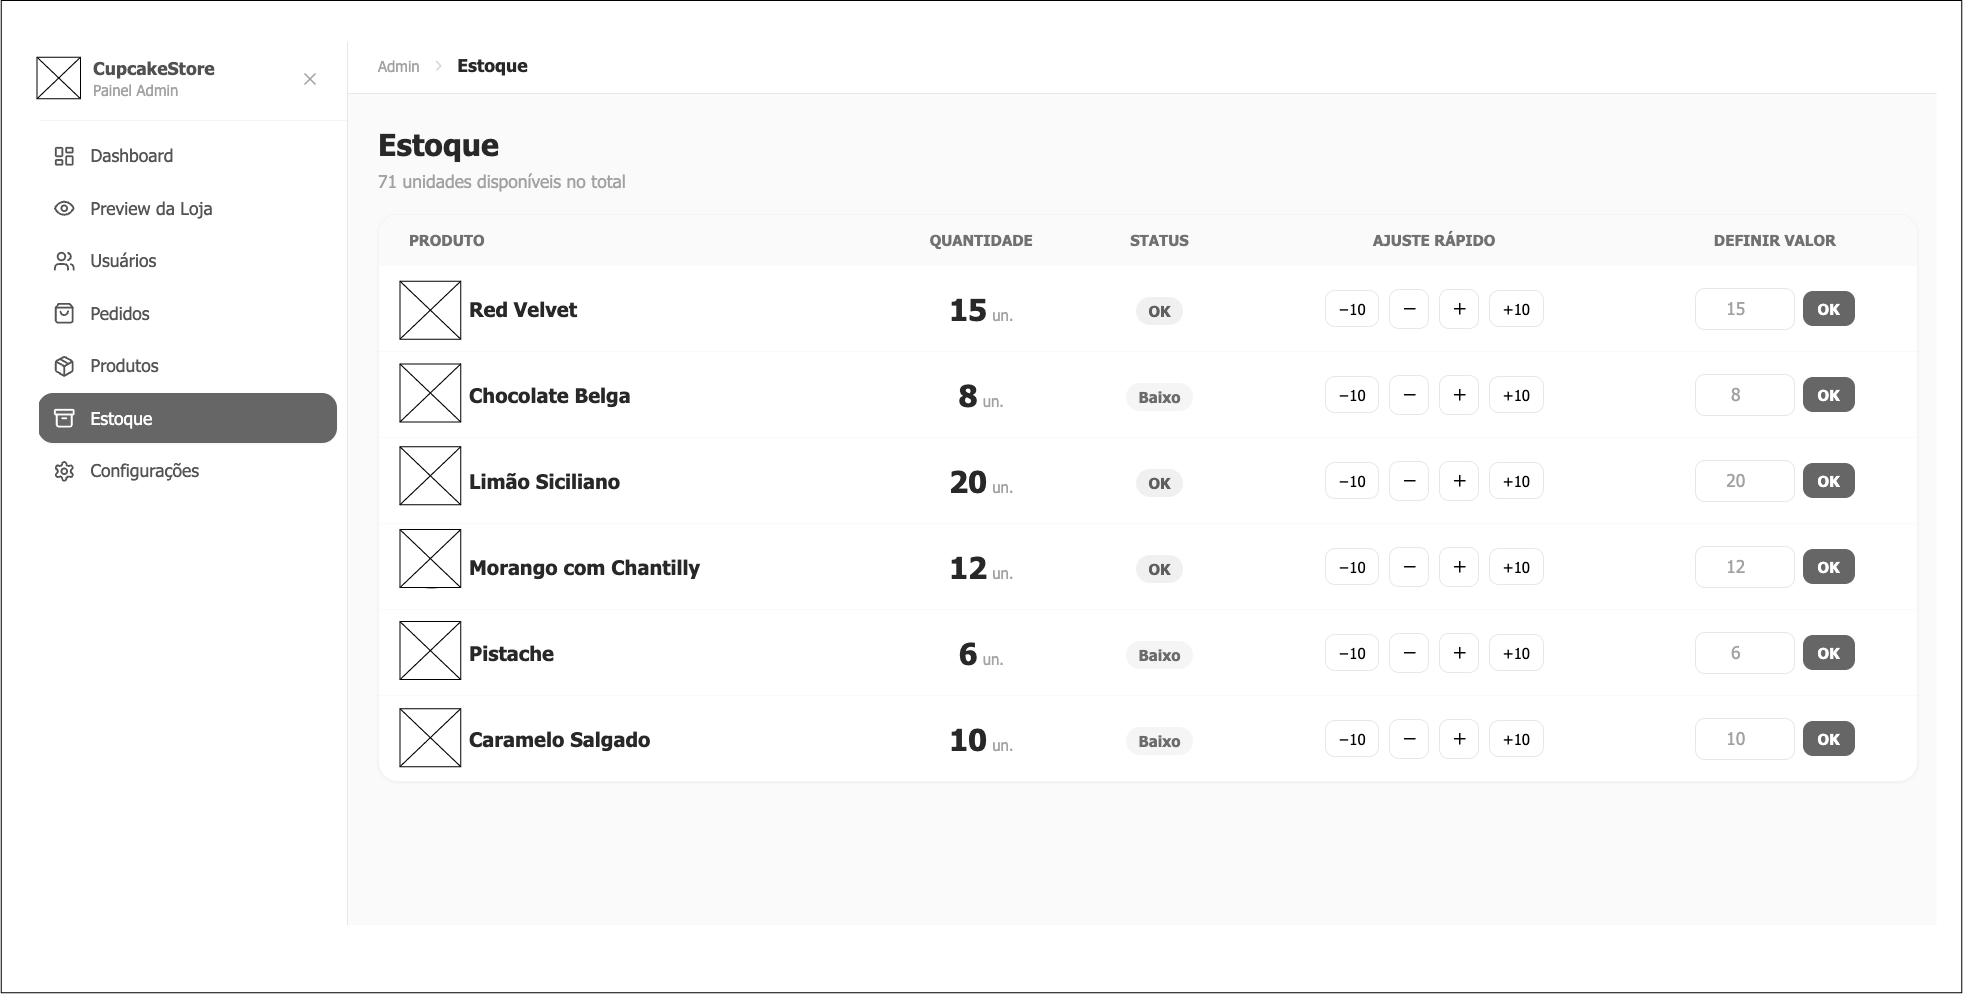 CupcakeStore
Painel Admin
Dashboard
Preview da Loja
Usuários
Pedidos
Produtos
Estoque
Configurações
Admin > Estoque
Estoque
71 unidades disponíveis no total
PRODUTO QUANTIDADE STATUS AJUSTE RÁPIDO DEFINIR VALOR
Red Velvet 15 un. OK −10 − + +10 15 OK
Chocolate Belga 8 un. Baixo −10 − + +10 8 OK
Limão Siciliano 20 un. OK −10 − + +10 20 OK
Morango com Chantilly 12 un. OK −10 − + +10 12 OK
Pistache 6 un. Baixo −10 − + +10 6 OK
Caramelo Salgado 10 un. Baixo −10 − + +10 10 OK